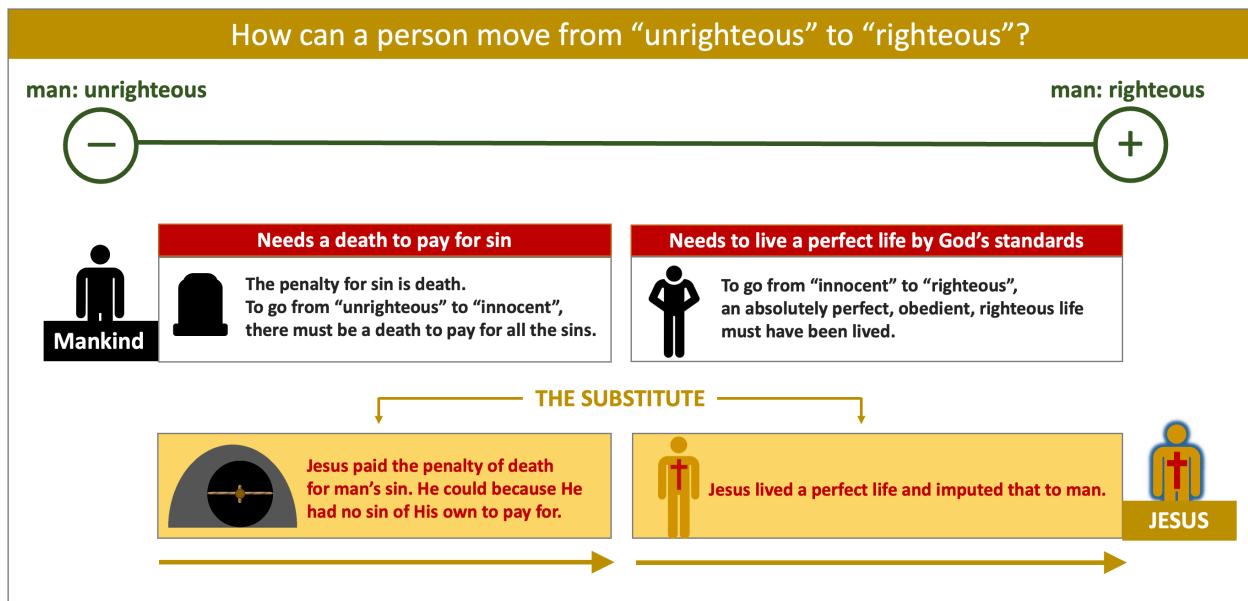 How can a person move from “unrighteous” to “righteous”?
man: unrighteous
man: righteous
Needs a death to pay for sin
The penalty for sin is death.
To go from “unrighteous” to “innocent”,
there must be a death to pay for all the sins.
Needs to live a perfect life by God’s standards
To go from “innocent” to “righteous”,
an absolutely perfect, obedient, righteous life
must have been lived.
Mankind
THE SUBSTITUTE
Jesus paid the penalty of death
for man’s sin. He could because He
had no sin of His own to pay for.
Jesus lived a perfect life and imputed that to man.
JESUS